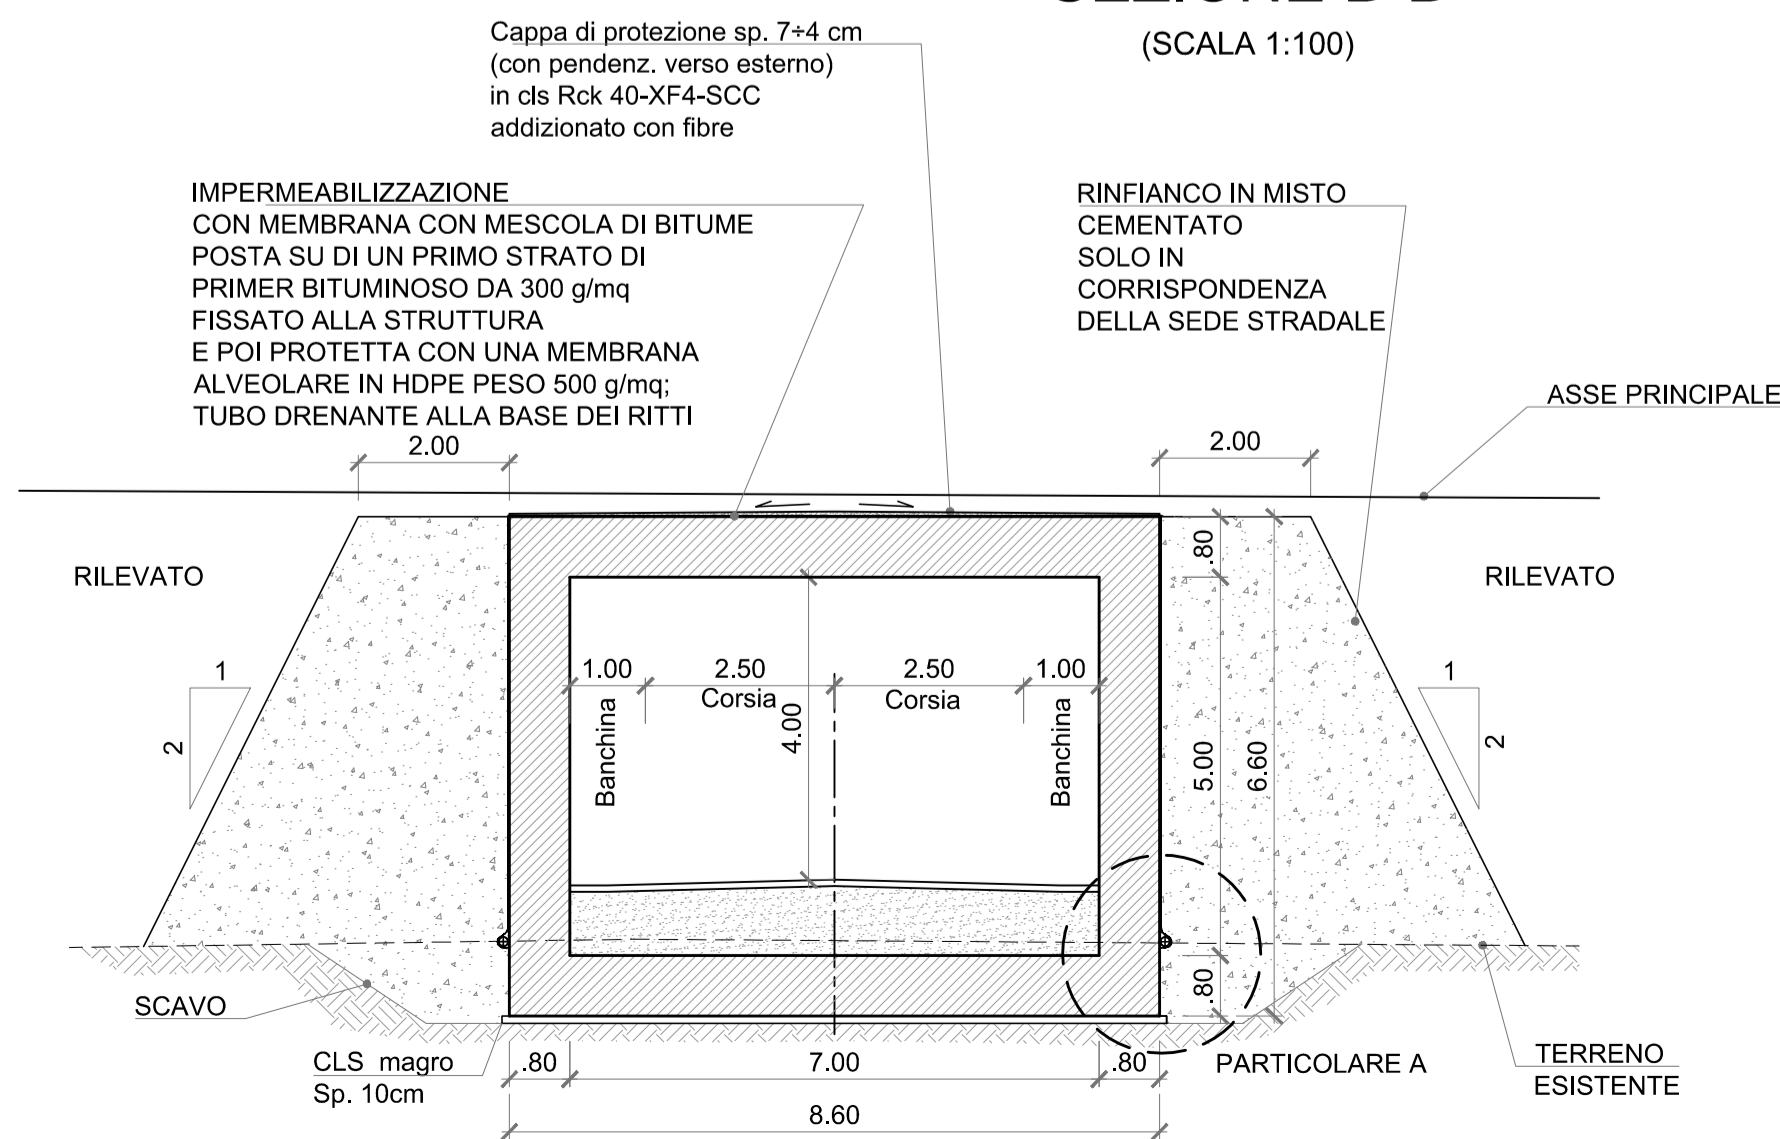 (SCALA 1:100)
Cappa di protezione sp. 7÷4 cm
(con pendenz. verso esterno)
in cls Rck 40-XF4-SCC
addizionato con fibre
IMPERMEABILIZZAZIONE
CON MEMBRANA CON MESCOLA DI BITUME
POSTA SU DI UN PRIMO STRATO DI
PRIMER BITUMINOSO DA 300 g/mq
FISSATO ALLA STRUTTURA
E POI PROTETTA CON UNA MEMBRANA
ALVEOLARE IN HDPE PESO 500 g/mq;
TUBO DRENANTE ALLA BASE DEI RITTI
RINFIANCO IN MISTO
CEMENTATO
SOLO IN
CORRISPONDENZA
DELLA SEDE STRADALE
ASSE PRINCIPALE
2.00
2.00
RILEVATO
RILEVATO
.80
1
2
1.00
2.50
2.50
1.00
Corsia
Corsia
Banchina
4.00
Banchina
5.00
6.60
1
2
.80
SCAVO
CLS magro
Sp. 10cm
.80
7.00
.80
8.60
PARTICOLARE A
TERRENO
ESISTENTE